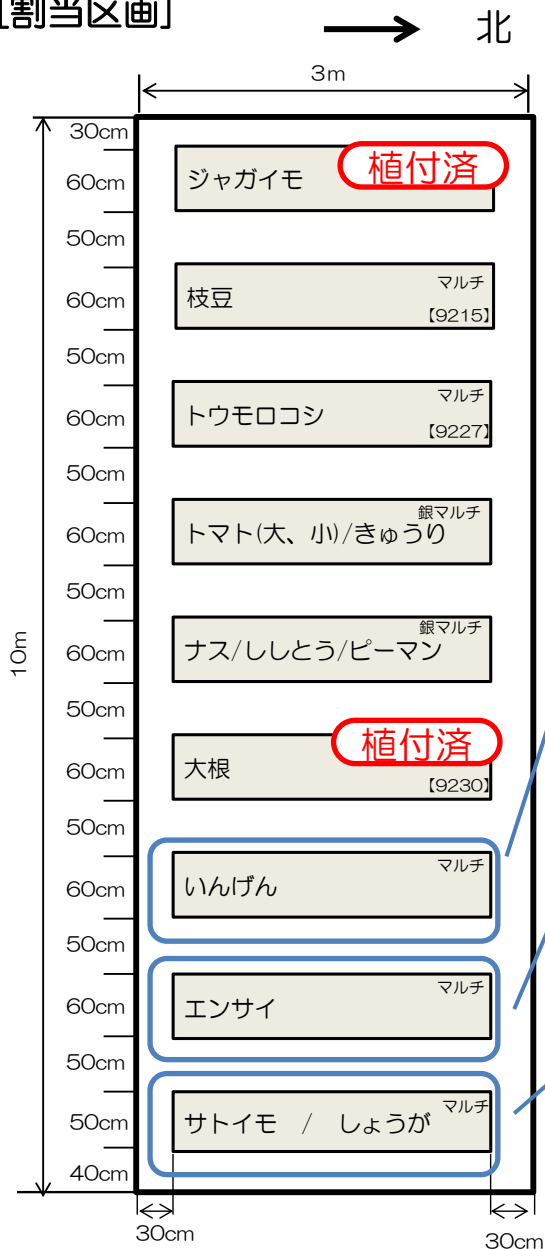 [割当区画]
北
3m
30cm
ジャガイモ 植付済
60cm
50cm
マルチ
60cm 枝豆
【9215】
50cm
マルチ
60cm トウモロコシ
【9227】
50cm
銀マルチ
60cm トマト(大、小)/きゅうり
50cm
銀マルチ
60cm ナス/ししとう/ピーマン
10m
50cm
植付済
60cm 大根
【9230】
50cm
マルチ
60cm いんげん
50cm
マルチ
60cm エンサイ
50cm
マルチ
50cm サトイモ / しょうが
40cm
30cm
30cm